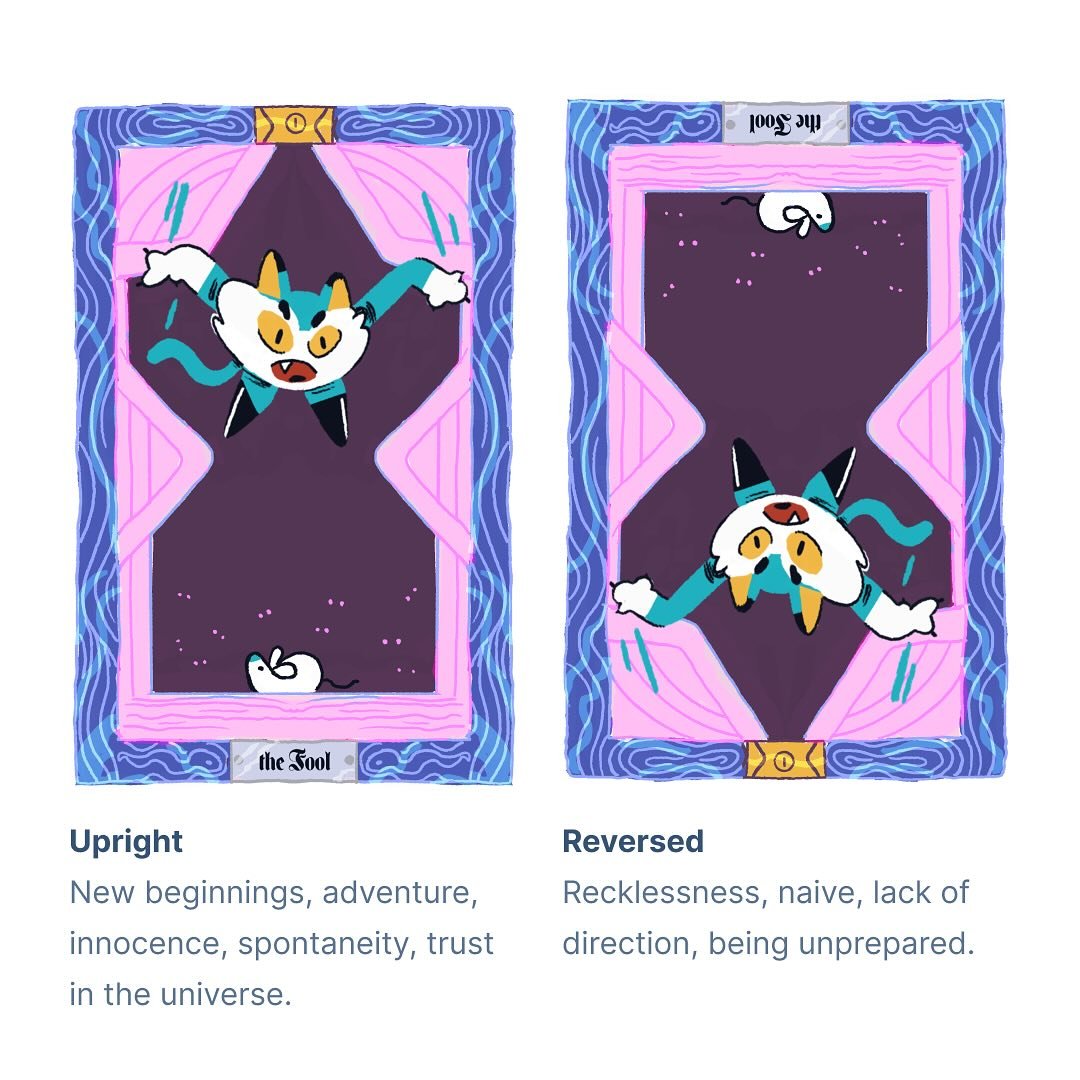 the Fool
the Fool
Upright
New beginnings, adventure,
innocence, spontaneity, trust
in the universe.
Reversed
Recklessness, naive, lack of
direction, being unprepared.